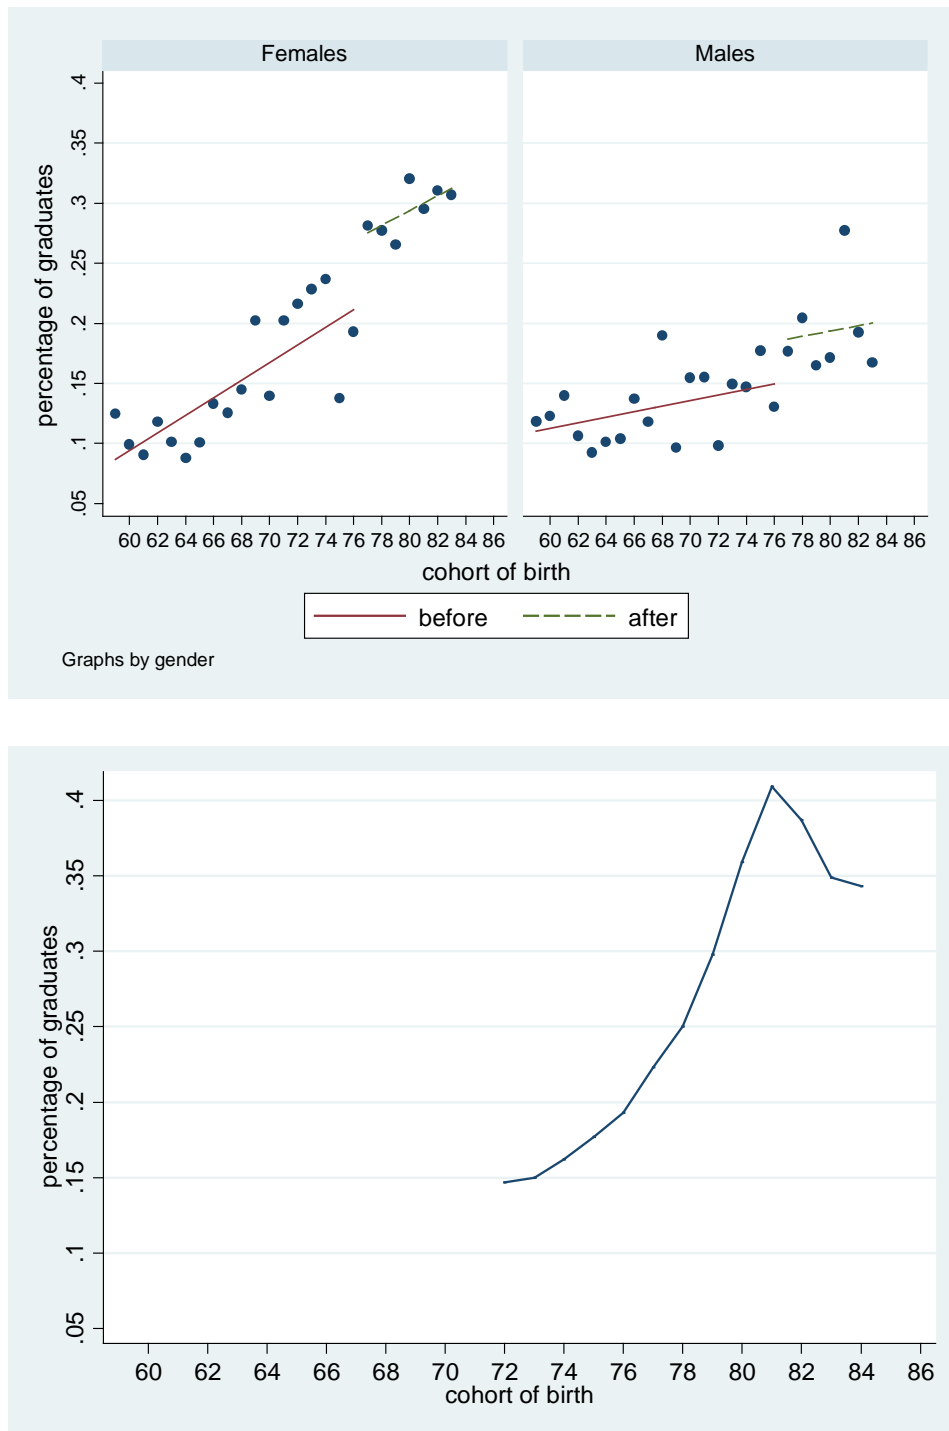 Females Males
.4
.35
.3
.25
.2
.15
.1
.05
percentage of graduates
60 62 64 66 68 70 72 74 76 78 80 82 84 86 60 62 64 66 68 70 72 74 76 78 80 82 84 86
cohort of birth
before after
Graphs by gender
.4
.35
.3
.25
.2
.15
.1
.05
percentage of graduates
60 62 64 66 68 70 72 74 76 78 80 82 84 86
cohort of birth